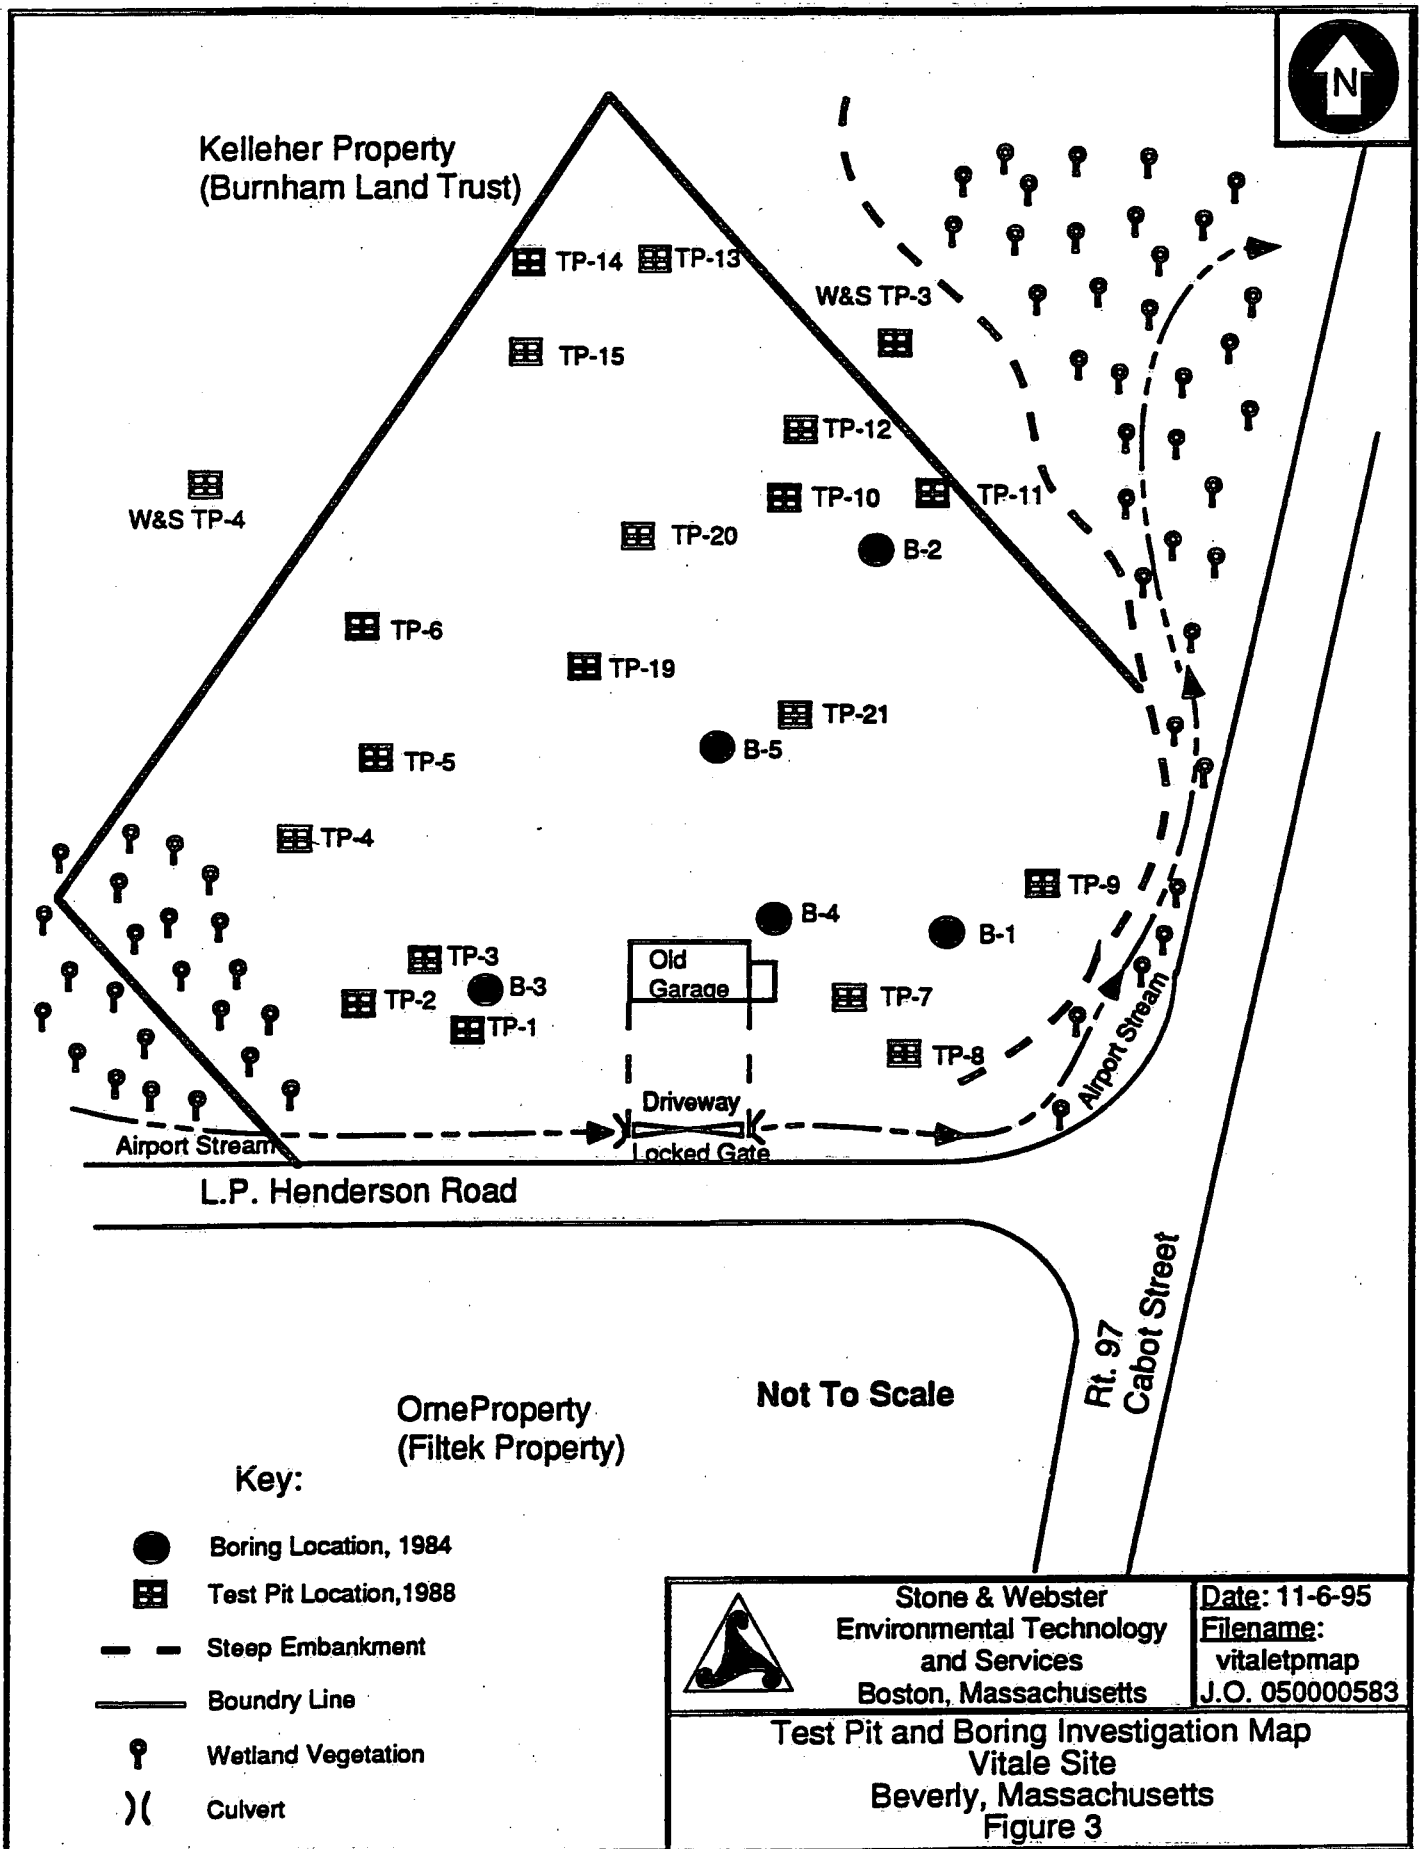 N
Kelleher Property
(Burnham Land Trust)
TP-14
TP-13
W&S TP-3
TP-15
TP-12
W&S TP-4
TP-10
TP-11
TP-20
B-2
TP-6
TP-19
TP-21
B-5
TP-5
TP-4
TP-9
B-4
B-1
TP-3
Old
Garage
B-3
TP-2
TP-7
TP-1
TP-8
Airport Stream
Driveway
Airport Stream
Locked Gate
L.P. Henderson Road
Rt. 97
Cabot Street
Not To Scale
OrneProperty
(Filtek Property)
Key:
Boring Location, 1984
Test Pit Location,1988
Steep Embankment
Boundry Line
Wetland Vegetation
Culvert
Stone & Webster
Environmental Technology
and Services
Boston, Massachusetts
Date: 11-6-95
Filename:
vitaletpmap
J.O. 050000583
Test Pit and Boring Investigation Map
Vitale Site
Beverly, Massachusetts
Figure 3